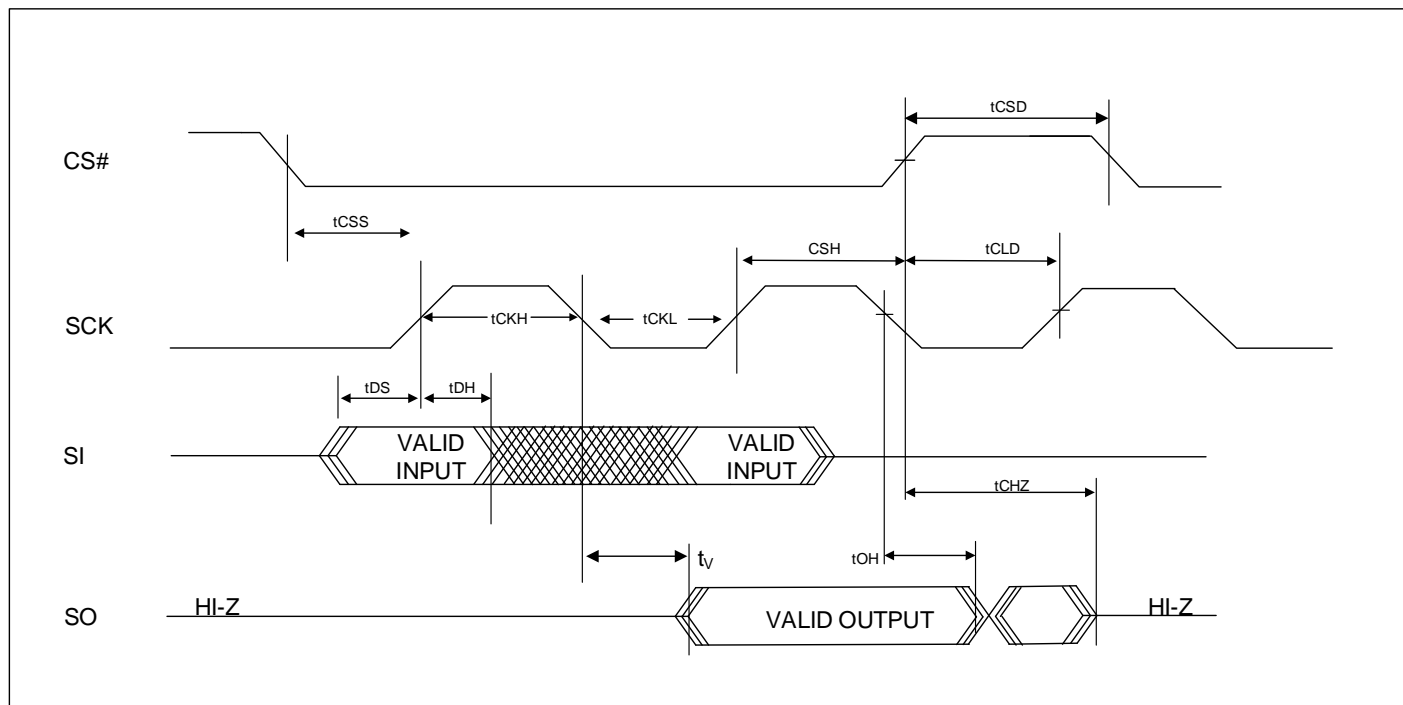 tCSD
CS#
tCSS
CSH
tCLD
SCK
tCKH
tCKL
tDS
tDH
SI
VALID
INPUT
VALID
INPUT
tCHZ
tV
tOH
SO
HI-Z
VALID OUTPUT
HI-Z